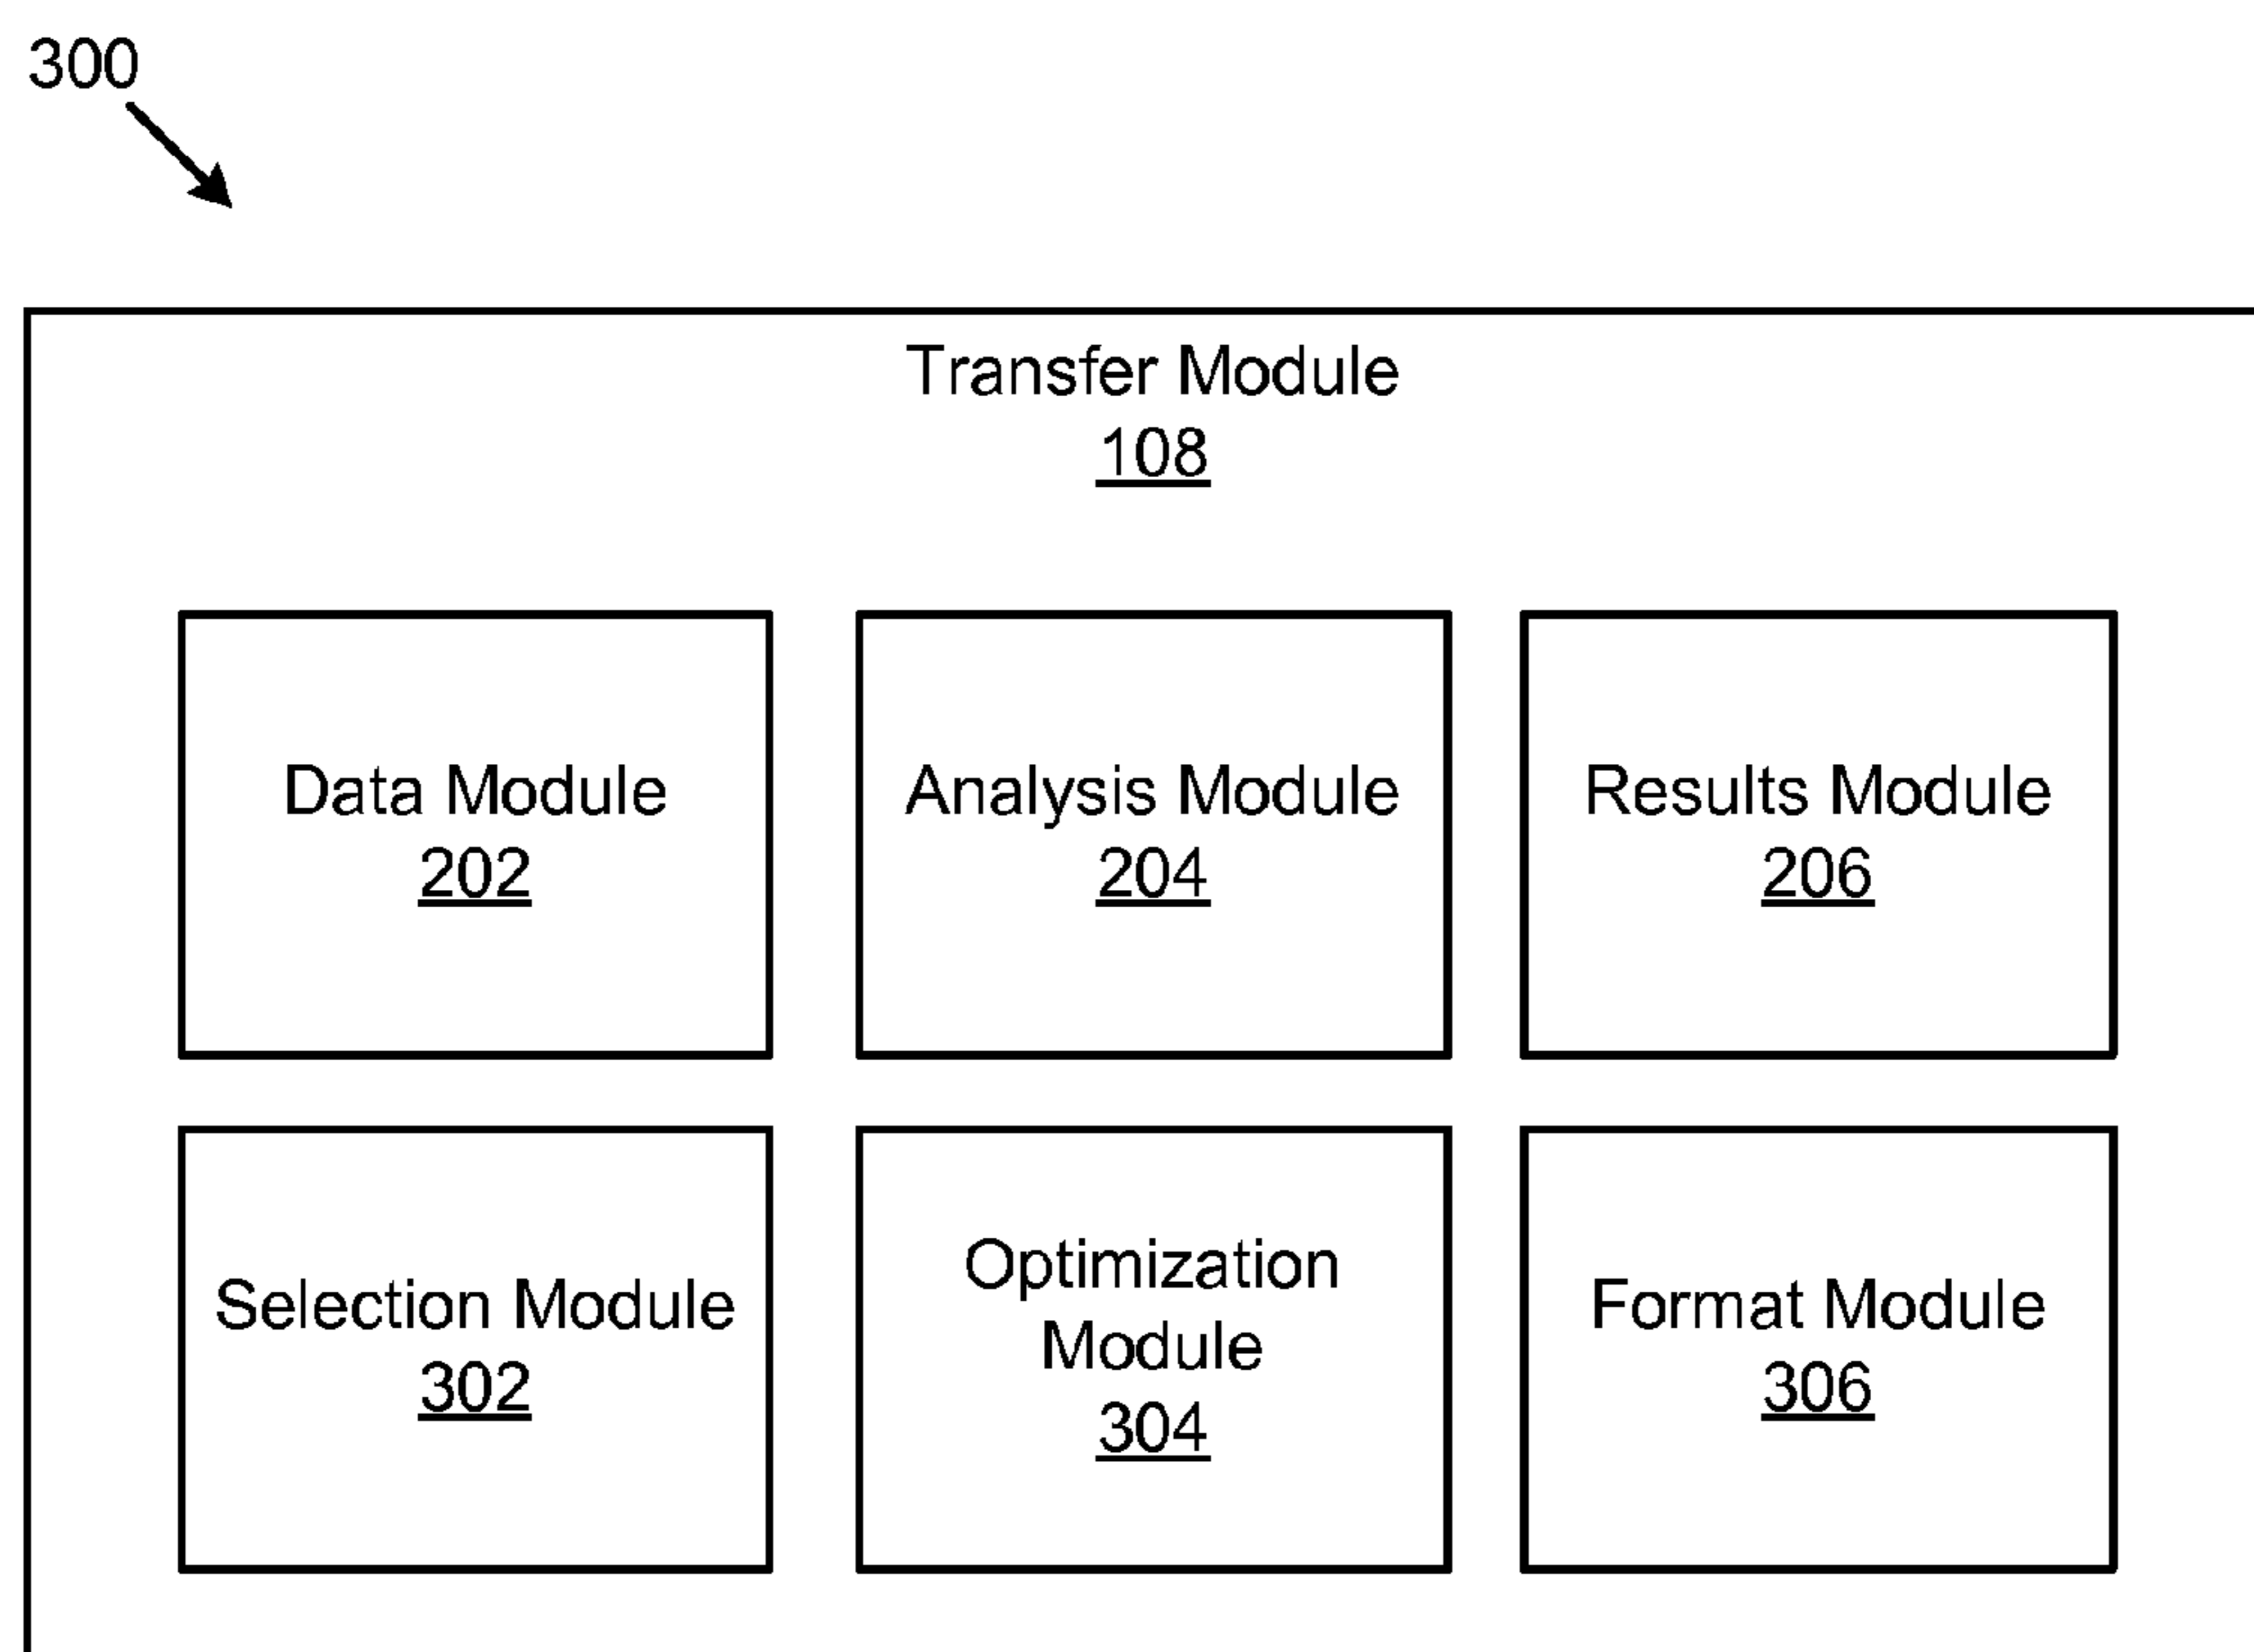 300
Transfer Module
108
Data Module
202
Analysis Module
204
Results Module
206
Selection Module
302
Optimization
Module
304
Format Module
306